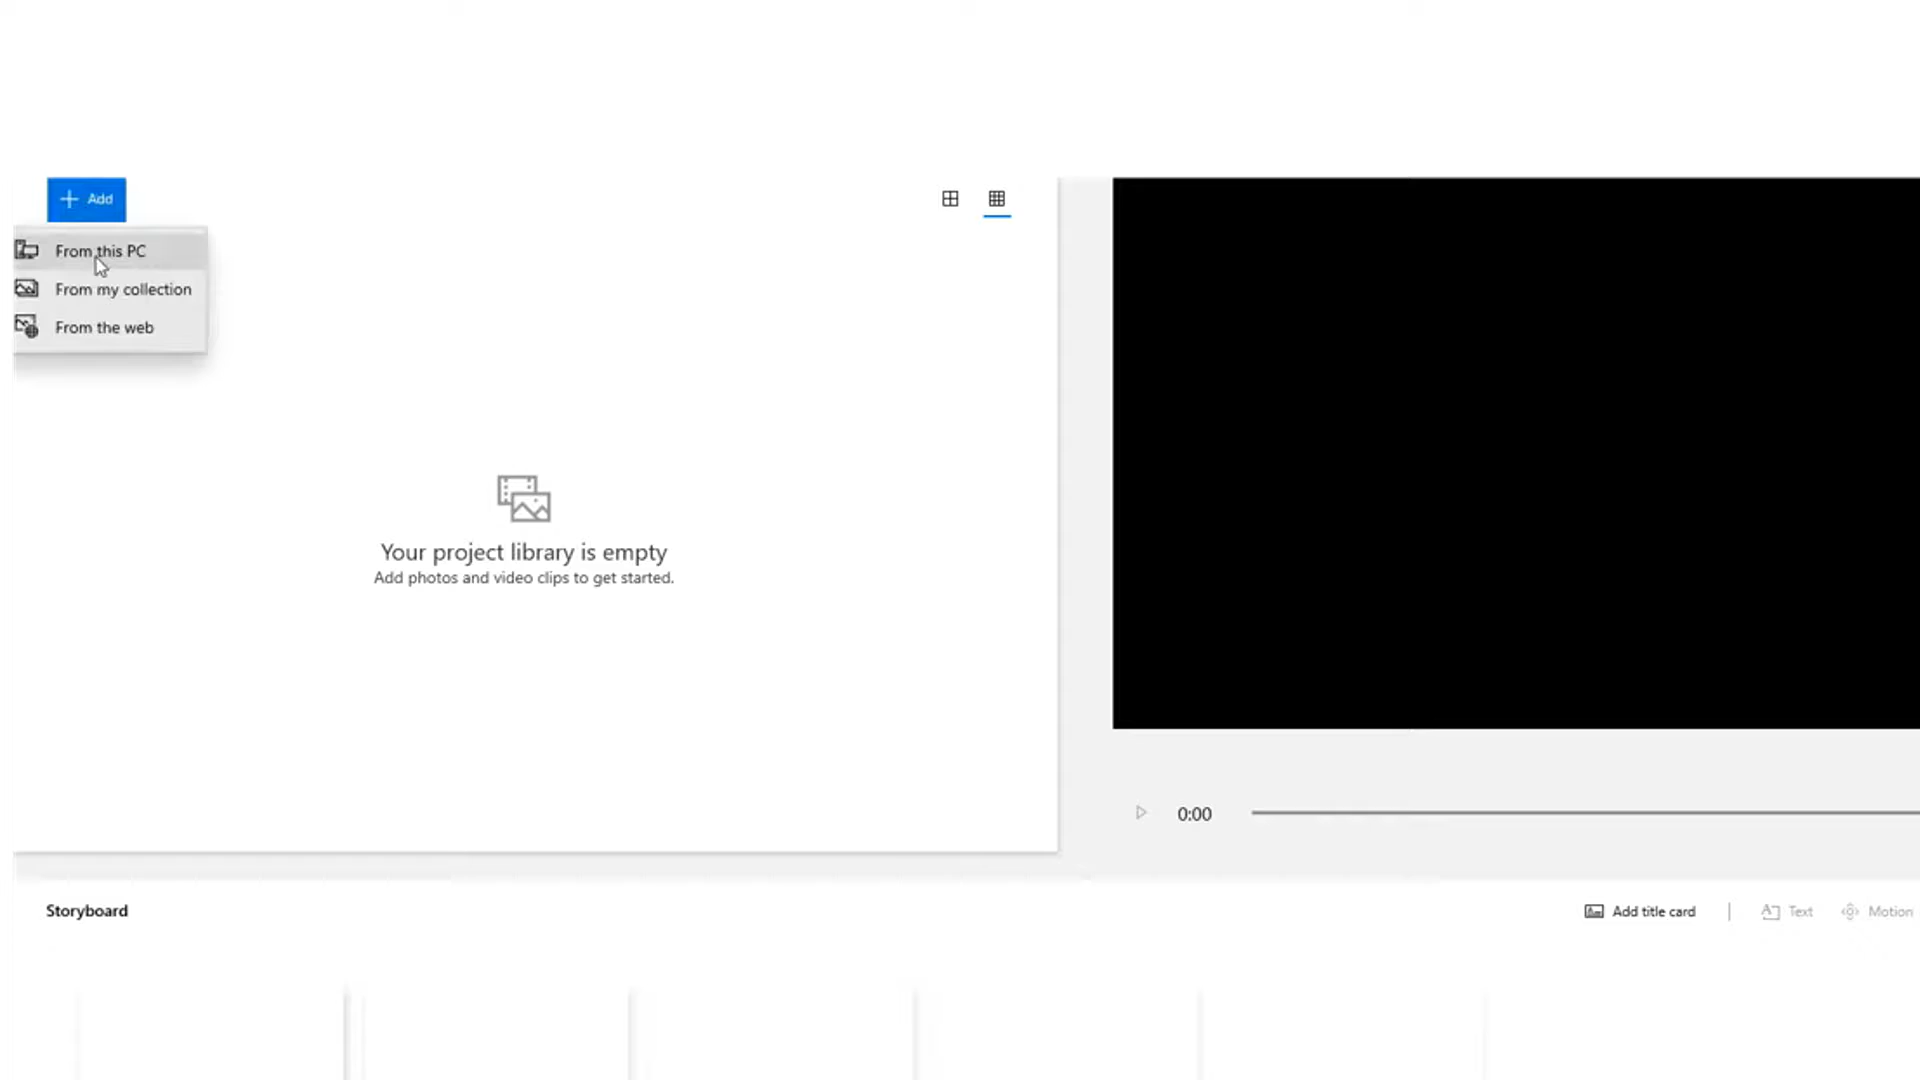 Add
From this PC
From my collection
From the web
Your project library is empty
Add photos and video clips to get started.
0:00
Storyboard
Add title card
Text
Motion